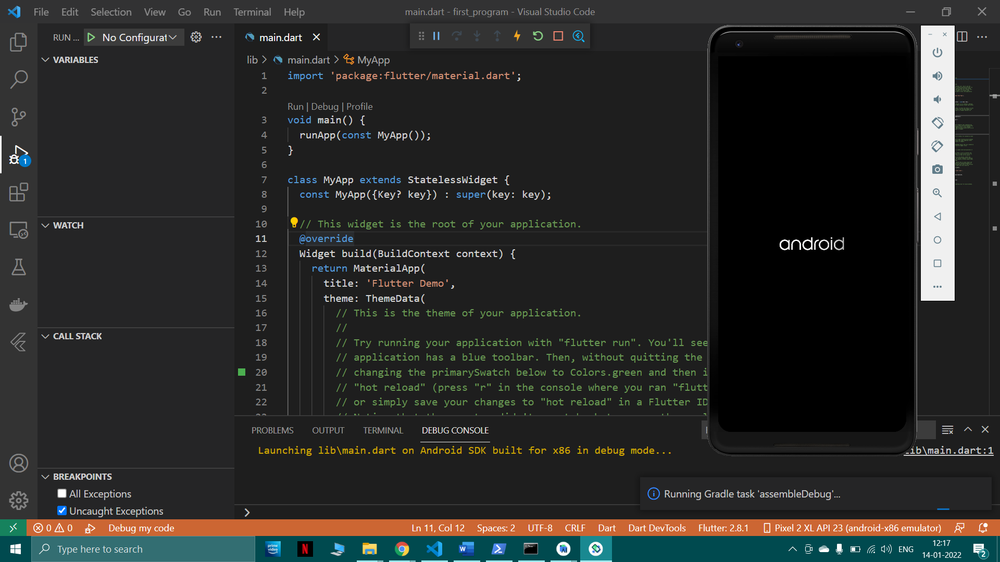 File Edit Selection View Go Run Terminal Help
main.dart - first_program - Visual Studio Code
RUN ... No Configurat
main.dart
VARIABLES
WATCH
CALL STACK
BREAKPOINTS
All Exceptions
Uncaught Exceptions
lib > main.dart > MyApp
1 import 'package:flutter/material.dart';
2
Run | Debug | Profile
3 void main() {
4 runApp(const MyApp());
5 }
6
7 class MyApp extends StatelessWidget {
8 const MyApp({Key? key}) : super(key: key);
9
10 // This widget is the root of your application.
11 @override
12 Widget build(BuildContext context) {
13 return MaterialApp(
14 title: 'Flutter Demo',
15 theme: ThemeData(
16 // This is the theme of your application.
17 //
18 // Try running your application with "flutter run". You'll see
19 // application has a blue toolbar. Then, without quitting the
20 // changing the primarySwatch below to Colors.green and then i
21 // "hot reload" (press "r" in the console where you ran "flutt
22 // or simply save your changes to "hot reload" in a Flutter ID
android
PROBLEMS OUTPUT TERMINAL DEBUG CONSOLE
Launching lib\main.dart on Android SDK built for x86 in debug mode...
lib\main.dart:1
Running Gradle task 'assembleDebug'...
1
0 0 Debug my code
Ln 11, Col 12 Spaces: 2 UTF-8 CRLF Dart Dart DevTools Flutter: 2.8.1 Pixel 2 XL API 23 (android-x86 emulator)
Type here to search
prime video
N
W
ENG
12:17
14-01-2022
2